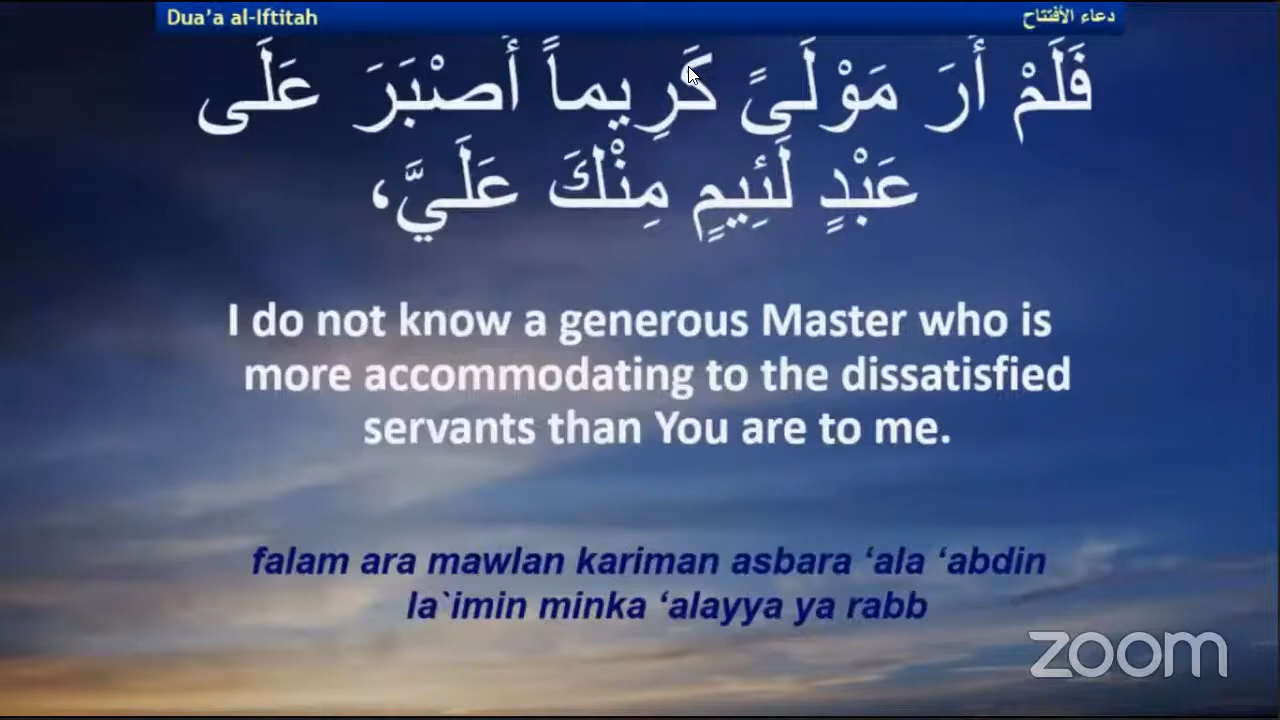 Dua’a al-Iftitah
دعاء الأفتتاح
فَلَمْ أَرَ مَوْلَىً كَرِيماً أَصْبَرَ عَلَى
عَبْدٍ لَئِيمٍ مِنْكَ عَلَيَّ،
I do not know a generous Master who is
more accommodating to the dissatisfied
servants than You are to me.
falam ara mawlan kariman asbara ‘ala ‘abdin
la`imin minka ‘alayya ya rabb
zoom